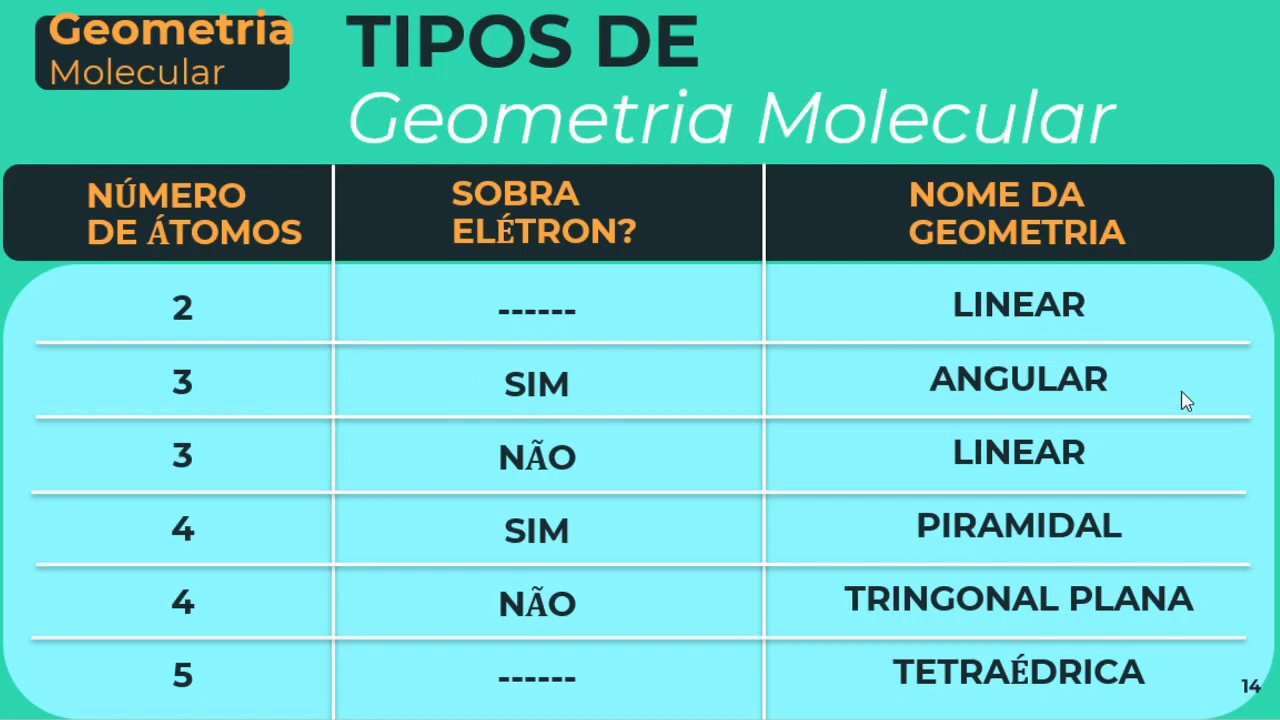 Geometria
Molecular
TIPOS DE
Geometria Molecular
NÚMERO
DE ÁTOMOS
SOBRA
ELÉTRON?
NOME DA
GEOMETRIA
2 ------ LINEAR
3 SIM ANGULAR
3 NÃO LINEAR
4 SIM PIRAMIDAL
4 NÃO TRINGONAL PLANA
5 ------ TETRAÉDRICA
14